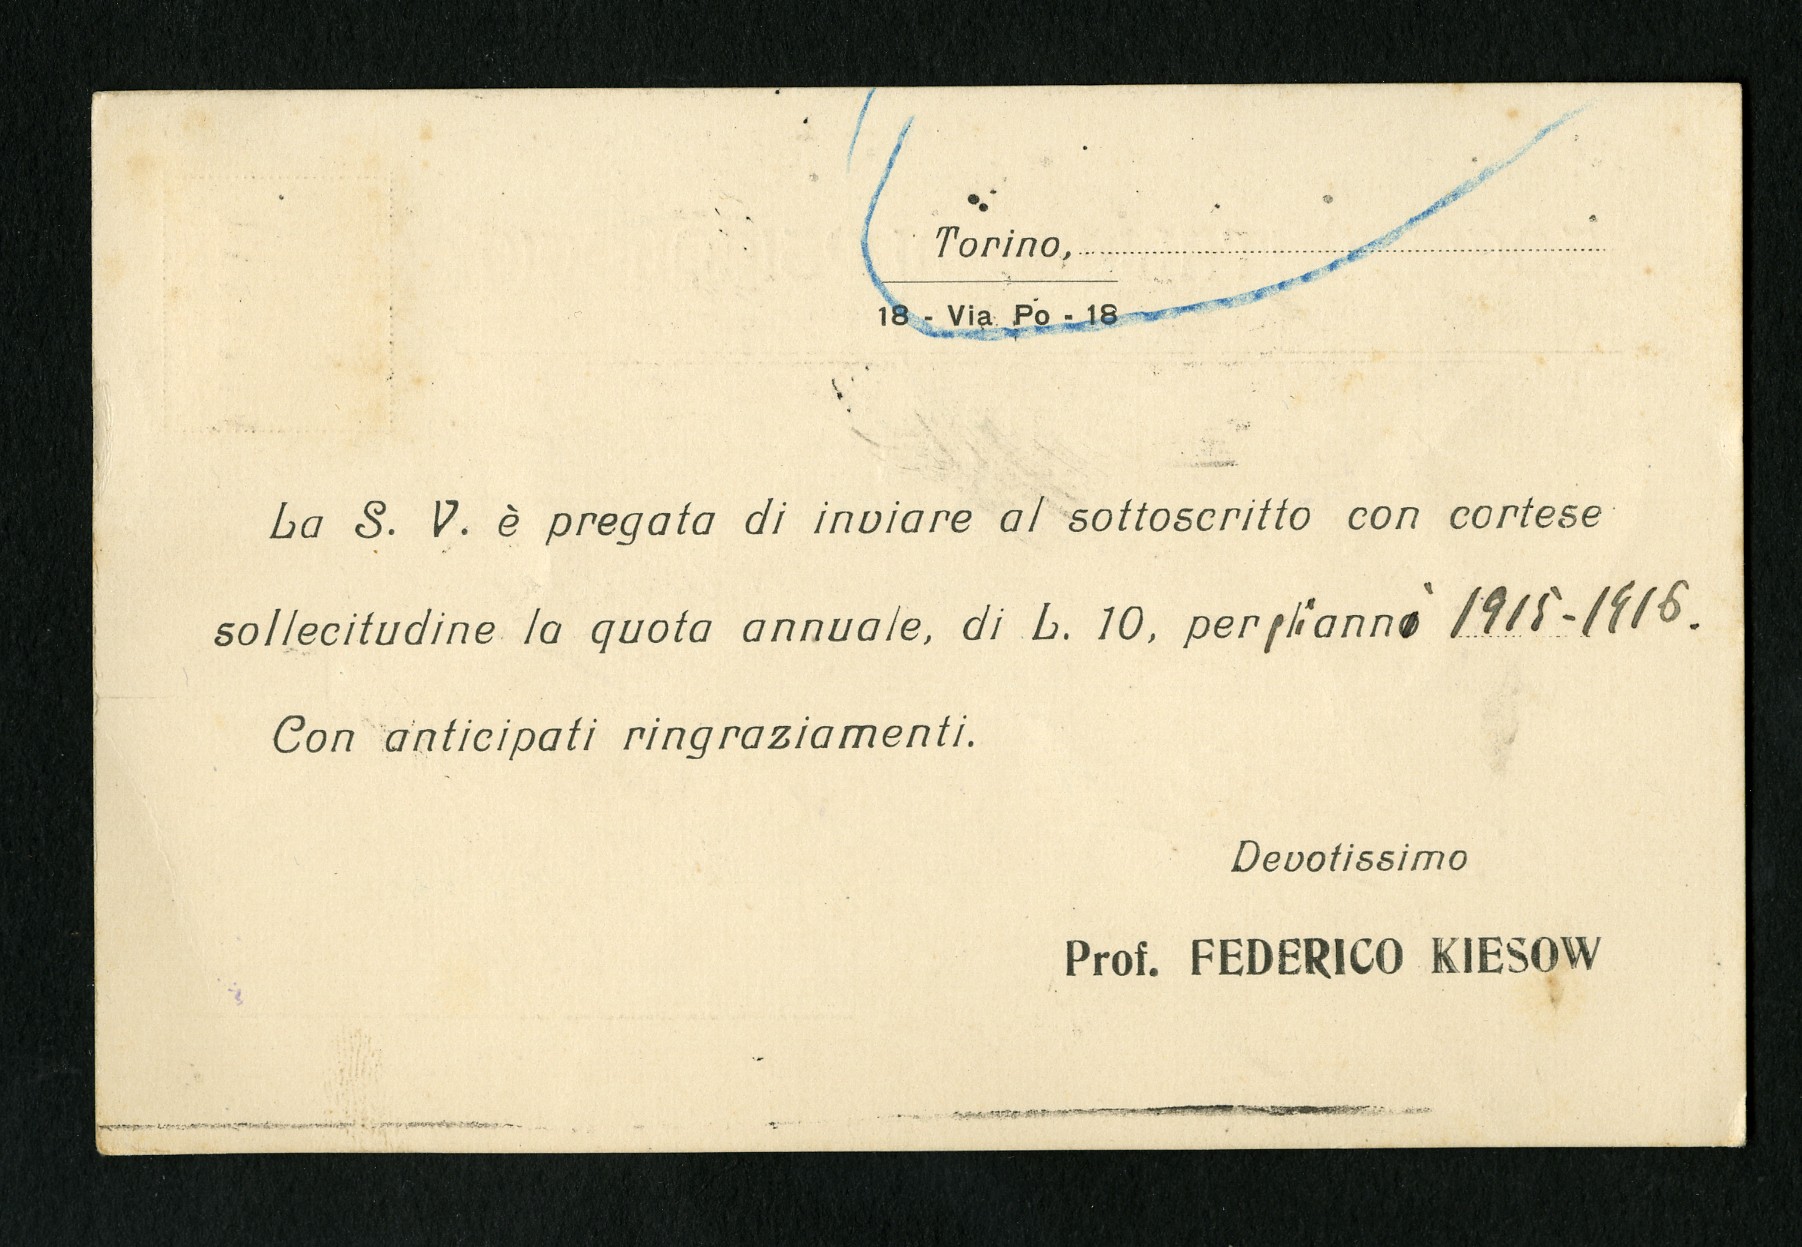 Torino,
18 - Via Po - 18
La S. V. è pregata di inviare al sottoscritto con cortese
sollecitudine la quota annuale, di L. 10, per gli anni 1915-1916.
Con anticipati ringraziamenti.
Devotissimo
Prof. FEDERICO KIESOW